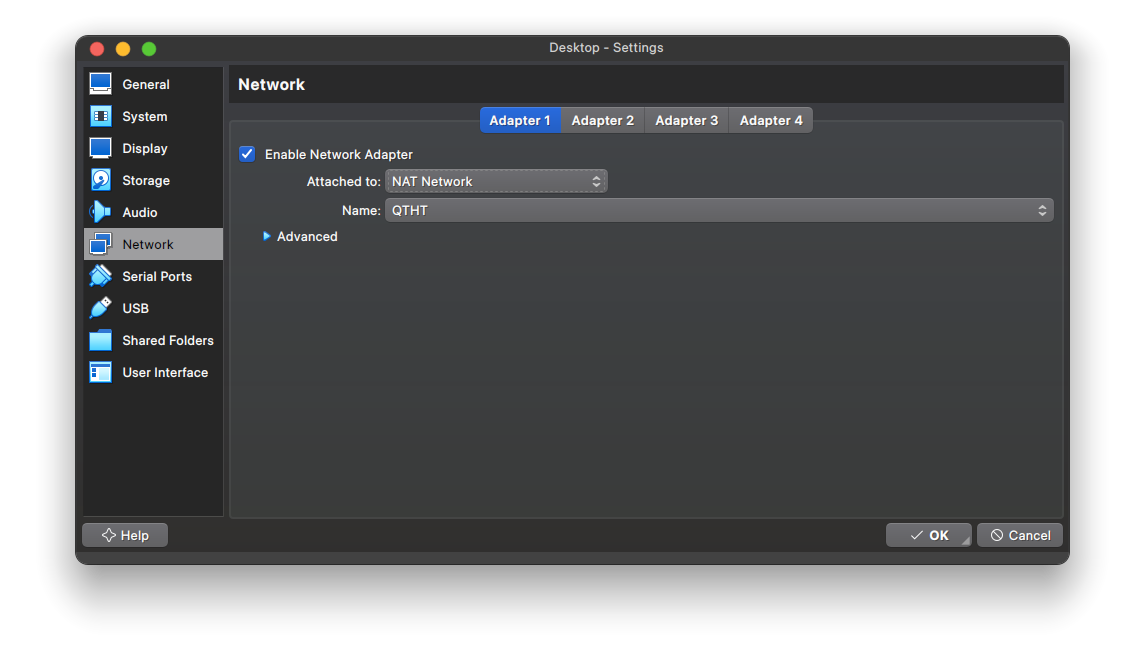 Desktop - Settings
General
System
Display
Storage
Audio
Network
Serial Ports
USB
Shared Folders
User Interface
Network
Adapter 1 Adapter 2 Adapter 3 Adapter 4
Enable Network Adapter
Attached to: NAT Network
Name: QTHT
Advanced
Help
OK
Cancel